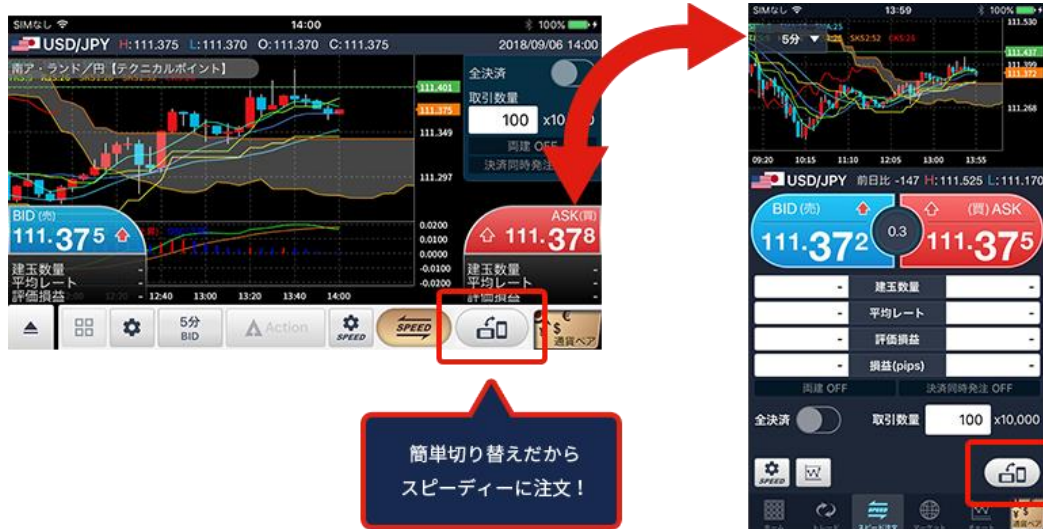 SIMなし 14:00 100%
USD/JPY H:111.375 L:111.370 O:111.370 C:111.375 2018/09/06 14:00
南ア・ランド/円【テクニカルポイント】
全決済
取引数量
100
両建 OFF
決済同時発注
111.401
111.375
111.349
111.297
0.0200
0.0100
0.0000
-0.0100
-0.0200
BID (売)
111.375
建玉数量 -
平均レート -
評価損益 -
ASK(買)
111.378
建玉数量 -
平均レート -
評価損益 -
12:40 13:00 13:20 13:40 14:00
5分
BID
Action
SPEED
SPEED
通貨ペア
簡単切り替えだから
スピーディーに注文！
SIMなし 13:59 100%
5分
111.530
111.437
111.399
111.372
111.268
09:20 10:15 11:10 12:05 13:00 13:55
USD/JPY 前日比 -147 H:111.525 L:111.170
BID (売) (買) ASK
111.372 0.3 111.375
- 建玉数量 -
- 平均レート -
- 評価損益 -
- 損益(pips) -
両建 OFF 決済同時発注 OFF
全決済 取引数量 100 x10,000
SPEED
スピード注文
通貨ペア